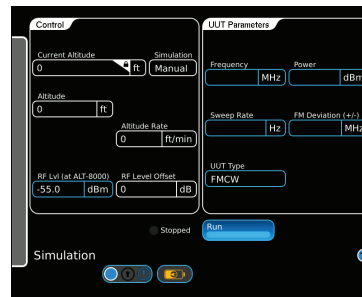 Control
Current Altitude
Simulation
0
ft
Manual
Altitude
0
ft
Altitude Rate
0
ft/min
RF Lvl (at ALT-8000)
RF Level Offset
-55.0
dBm
0
dB
Stopped
Simulation
UUT Parameters
Frequency
Power
MHz
dBm
Sweep Rate
FM Deviation (+/-)
Hz
MHz
UUT Type
FMCW
Run